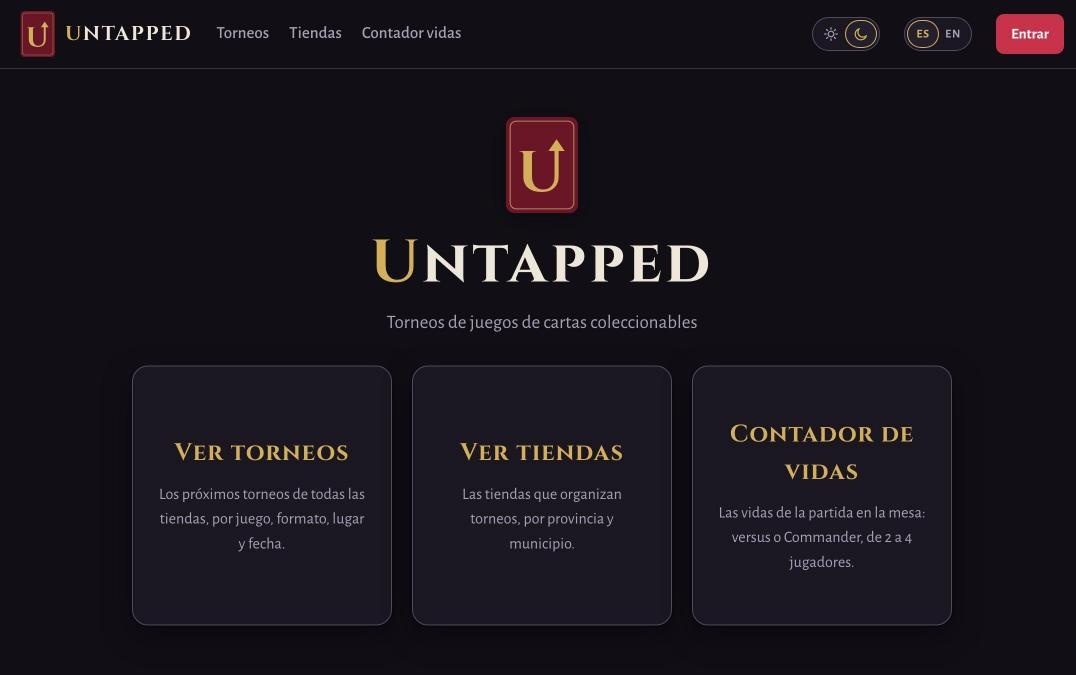 U
UNTAPPED
Torneos
Tiendas
Contador vidas
ES
EN
Entrar
U
UNTAPPED
Torneos de juegos de cartas coleccionables
Ver torneos
Los próximos torneos de todas las
tiendas, por juego, formato, lugar
y fecha.
Ver tiendas
Las tiendas que organizan
torneos, por provincia y
municipio.
Contador de
vidas
Las vidas de la partida en la mesa:
versus o Commander, de 2 a 4
jugadores.